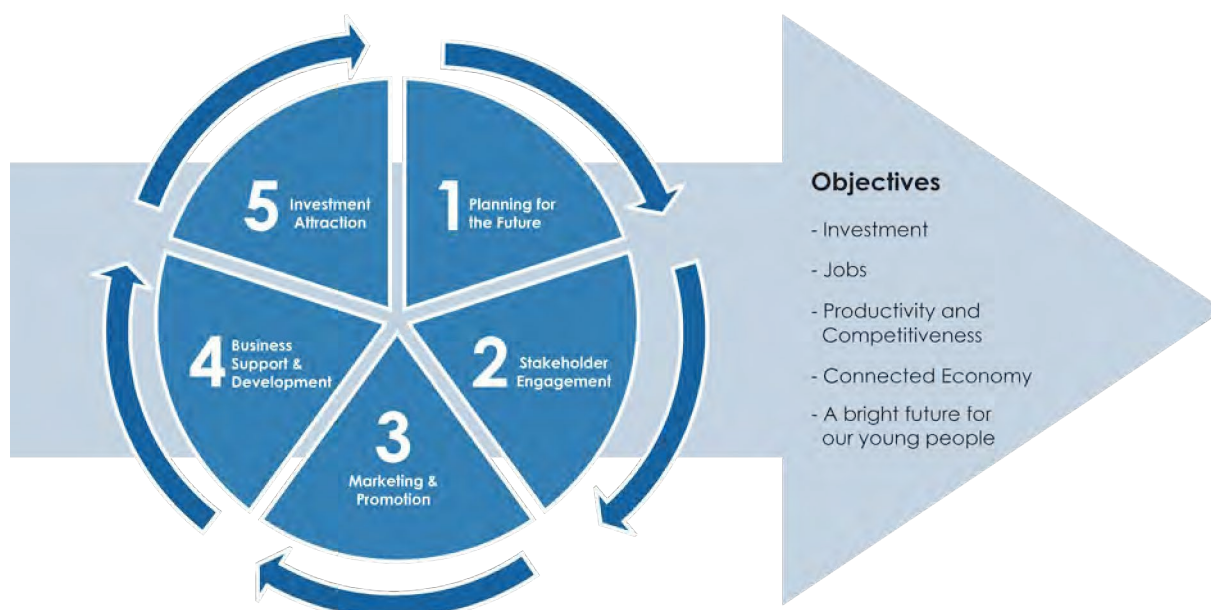 1
Planning for
the Future
2
Stakeholder
Engagement
3
Marketing &
Promotion
4
Business
Support &
Development
5
Investment
Attraction
Objectives
- Investment
- Jobs
- Productivity and
Competitiveness
- Connected Economy
- A bright future for
our young people